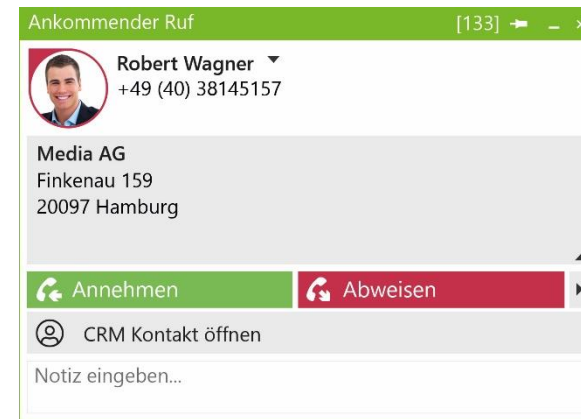 Ankommender Ruf [133]
Robert Wagner
+49 (40) 38145157
Media AG
Finkenau 159
20097 Hamburg
Annehmen Abweisen
CRM Kontakt öffnen
Notiz eingeben...